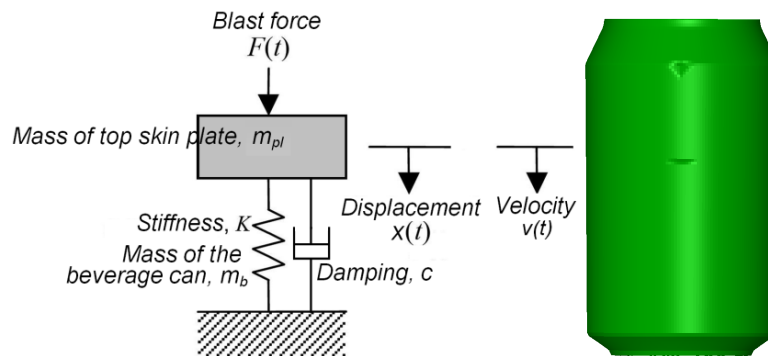 Blast force
F(t)
Mass of top skin plate, m_pl
Stiffness, K
Mass of the
beverage can, m_b
Damping, c
Displacement
x(t)
Velocity
v(t)